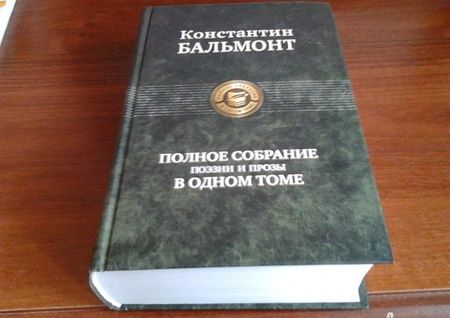 Константин
БАЛЬМОНТ
ПОЛНОЕ СОБРАНИЕ
ПОЭЗИИ И ПРОЗЫ
В ОДНОМ ТОМЕ